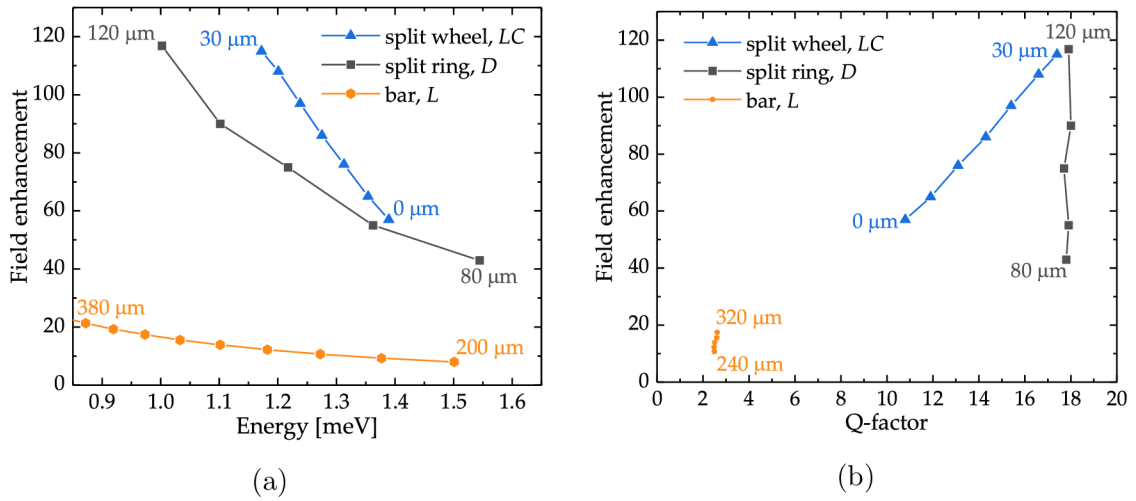 120
100
80
60
40
20
0
Field enhancement
0.9 1.0 1.1 1.2 1.3 1.4 1.5 1.6
Energy [meV]
120 μm
30 μm
split wheel, LC
split ring, D
bar, L
0 μm
80 μm
380 μm
200 μm
(a)
120
100
80
60
40
20
0
Field enhancement
0 2 4 6 8 10 12 14 16 18 20
Q-factor
split wheel, LC
split ring, D
bar, L
120 μm
30 μm
0 μm
80 μm
320 μm
240 μm
(b)